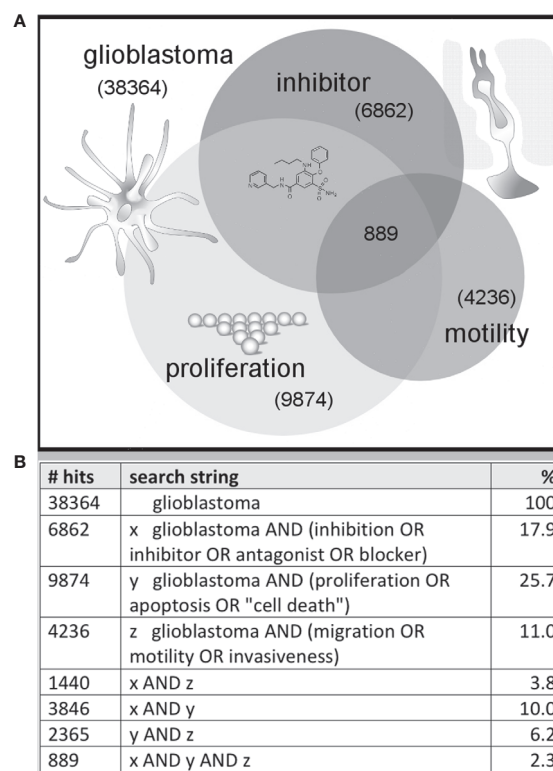 A
glioblastoma
(38364)
inhibitor
(6862)
NH
O
N
H
N
O
O
S
O
NH₂
889
(4236)
motility
proliferation
(9874)
B
# hits search string %
38364 glioblastoma 100
6862 x glioblastoma AND (inhibition OR 17.9
inhibitor OR antagonist OR blocker)
9874 y glioblastoma AND (proliferation OR 25.7
apoptosis OR "cell death")
4236 z glioblastoma AND (migration OR 11.0
motility OR invasiveness)
1440 x AND z 3.8
3846 x AND y 10.0
2365 y AND z 6.2
889 x AND y AND z 2.3